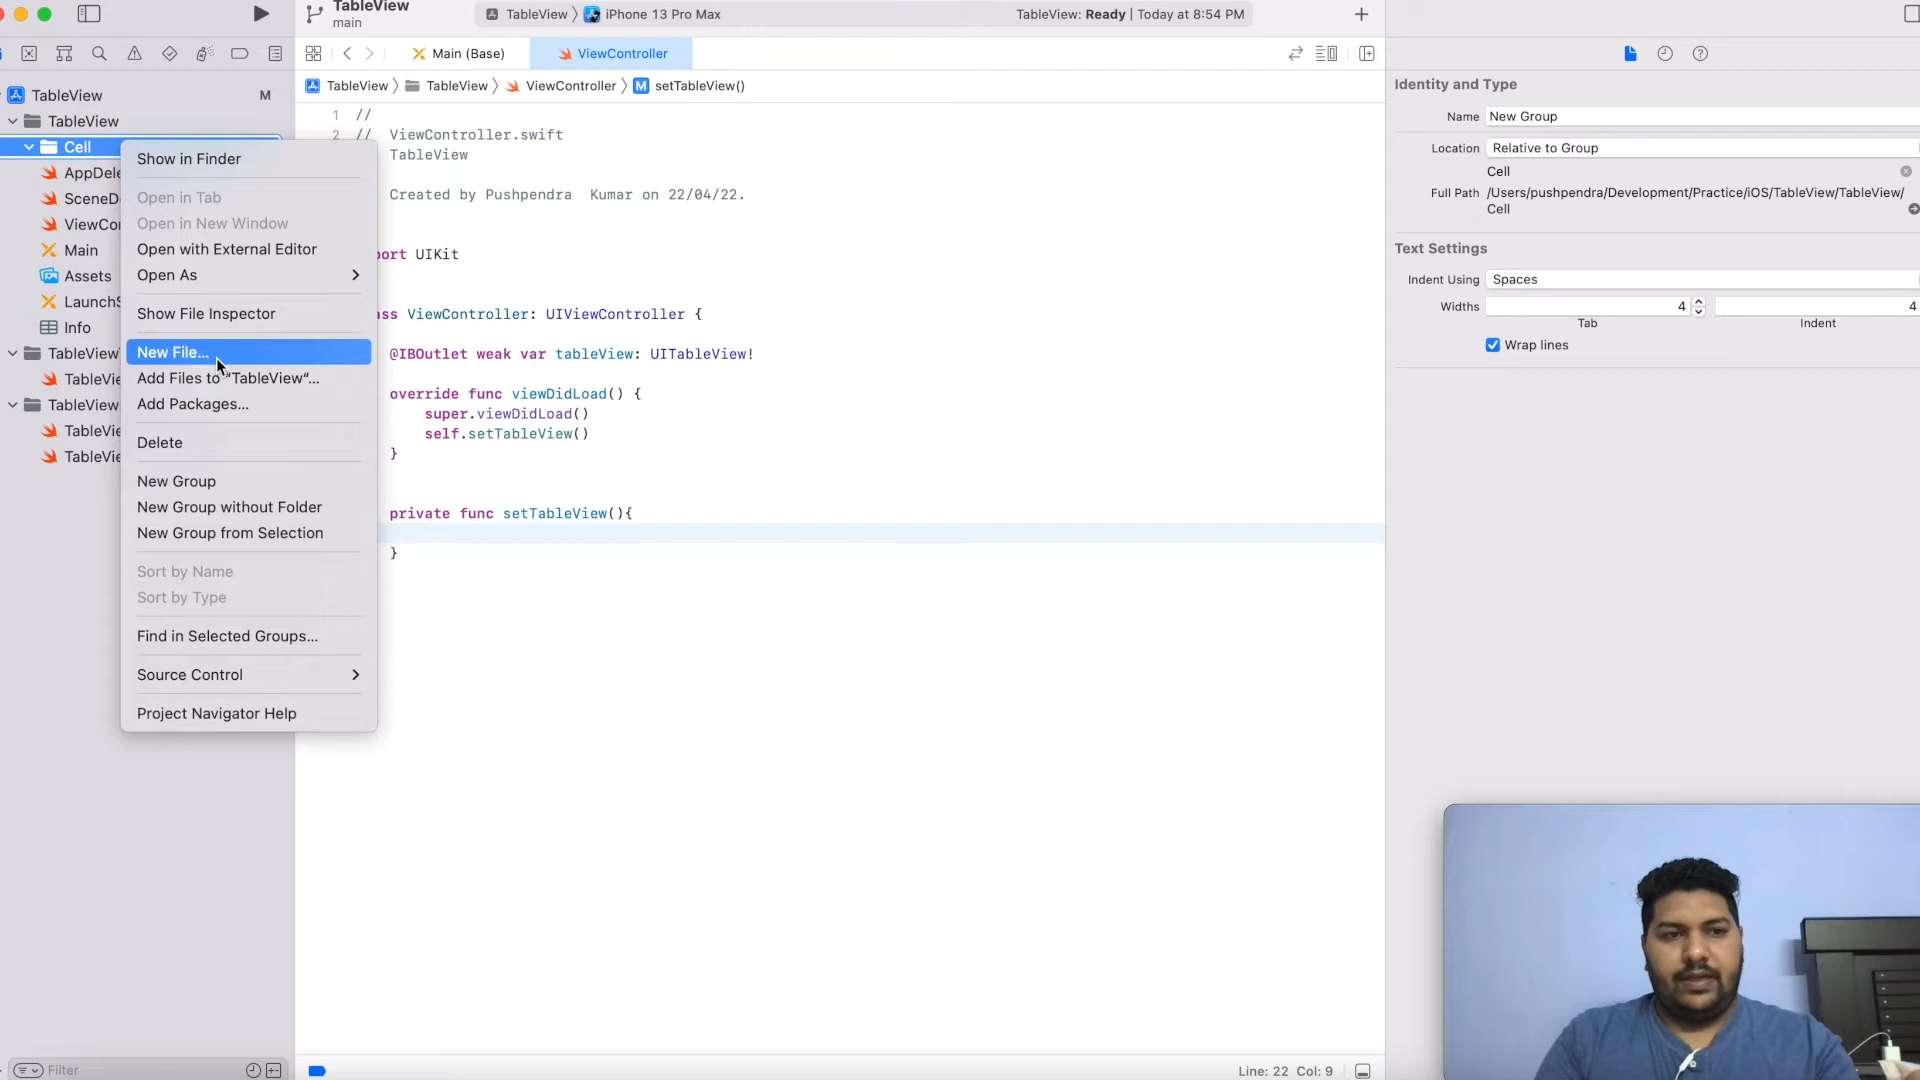 TableView
main
TableView 〉 iPhone 13 Pro Max
TableView: Ready | Today at 8:54 PM
Main (Base)
ViewController
TableView 〉 TableView 〉 ViewController 〉 M setTableView()
TableView M
TableView
Cell
AppDele
SceneD
ViewCo
Main
Assets
LaunchS
Info
TableView
TableVie
TableView
TableVie
TableVie
Filter
Show in Finder
Open in Tab
Open in New Window
Open with External Editor
Open As
Show File Inspector
New File...
Add Files to “TableView“...
Add Packages...
Delete
New Group
New Group without Folder
New Group from Selection
Sort by Name
Sort by Type
Find in Selected Groups...
Source Control
Project Navigator Help
1 //
2 // ViewController.swift
TableView
Created by Pushpendra Kumar on 22/04/22.
port UIKit
ass ViewController: UIViewController {
@IBOutlet weak var tableView: UITableView!
override func viewDidLoad() {
super.viewDidLoad()
self.setTableView()
}
private func setTableView(){
}
Line: 22 Col: 9
Identity and Type
Name New Group
Location Relative to Group
Cell
Full Path /Users/pushpendra/Development/Practice/iOS/TableView/TableView/
Cell
Text Settings
Indent Using Spaces
Widths 4 4
Tab Indent
Wrap lines